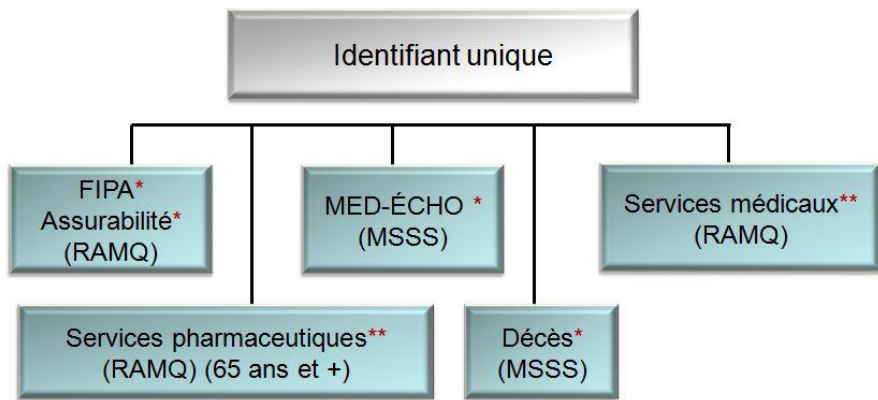 Identifiant unique
FIPA*
Assurabilité*
(RAMQ)
MED-ÉCHO *
(MSSS)
Services médicaux**
(RAMQ)
Services pharmaceutiques**
(RAMQ) (65 ans et +)
Décès*
(MSSS)